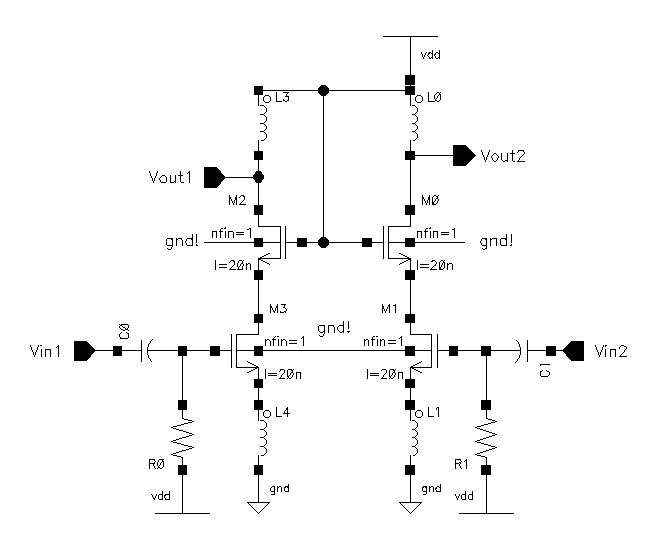 vdd
L3 LØ
Vout1 Vout2
M2 MØ
nfin=1 nfin=1
gnd! gnd!
l=2Øn l=2Øn
M3 M1
gnd!
CØ
nfin=1 nfin=1
Vin1 Vin2
C1
l=2Øn l=2Øn
L4 L1
RØ R1
gnd gnd
vdd vdd